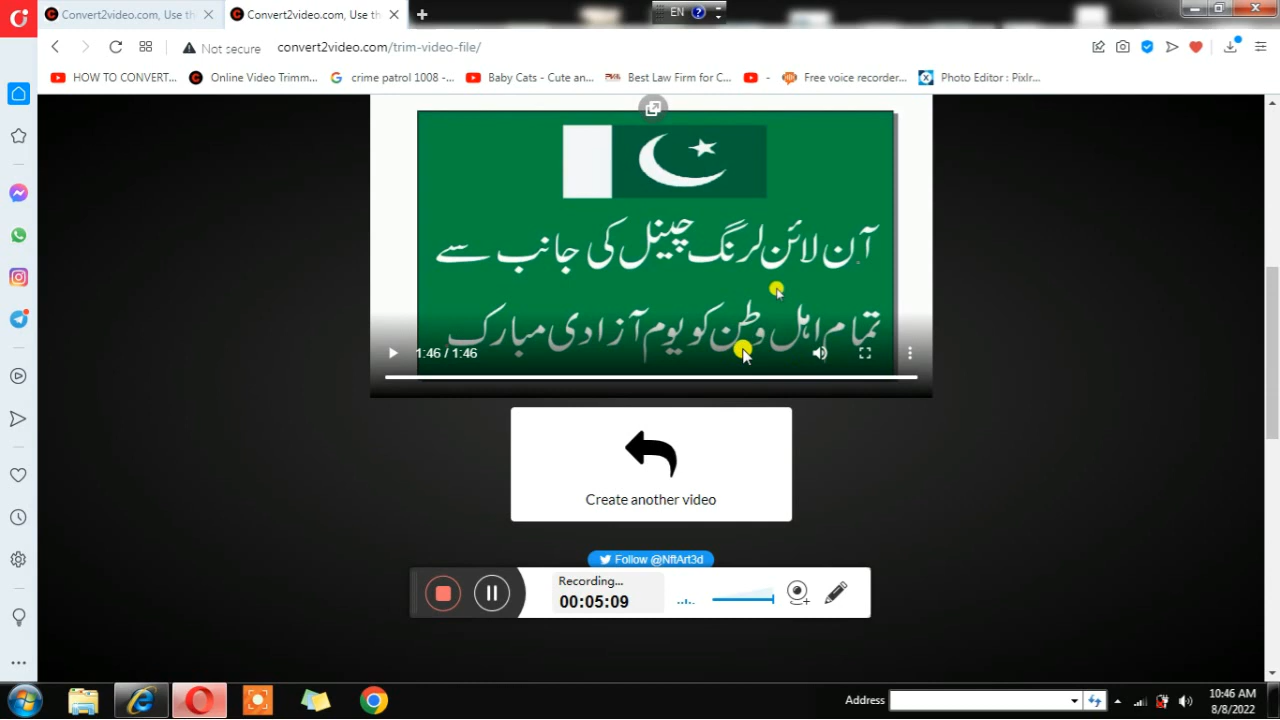 Convert2video.com, Use th
Convert2video.com, Use th
EN
Not secure convert2video.com/trim-video-file/
HOW TO CONVERT... Online Video Trimm... crime patrol 1008 -... Baby Cats - Cute an... Best Law Firm for C... - Free voice recorder... Photo Editor : Pixlr...
آن لائن لرنگ چینل کی جانب سے
تمام اہل وطن کو یوم آزادی مبارک
1:46 / 1:46
Create another video
Follow @NftArt3d
Recording...
00:05:09
Address
10:46 AM
8/8/2022